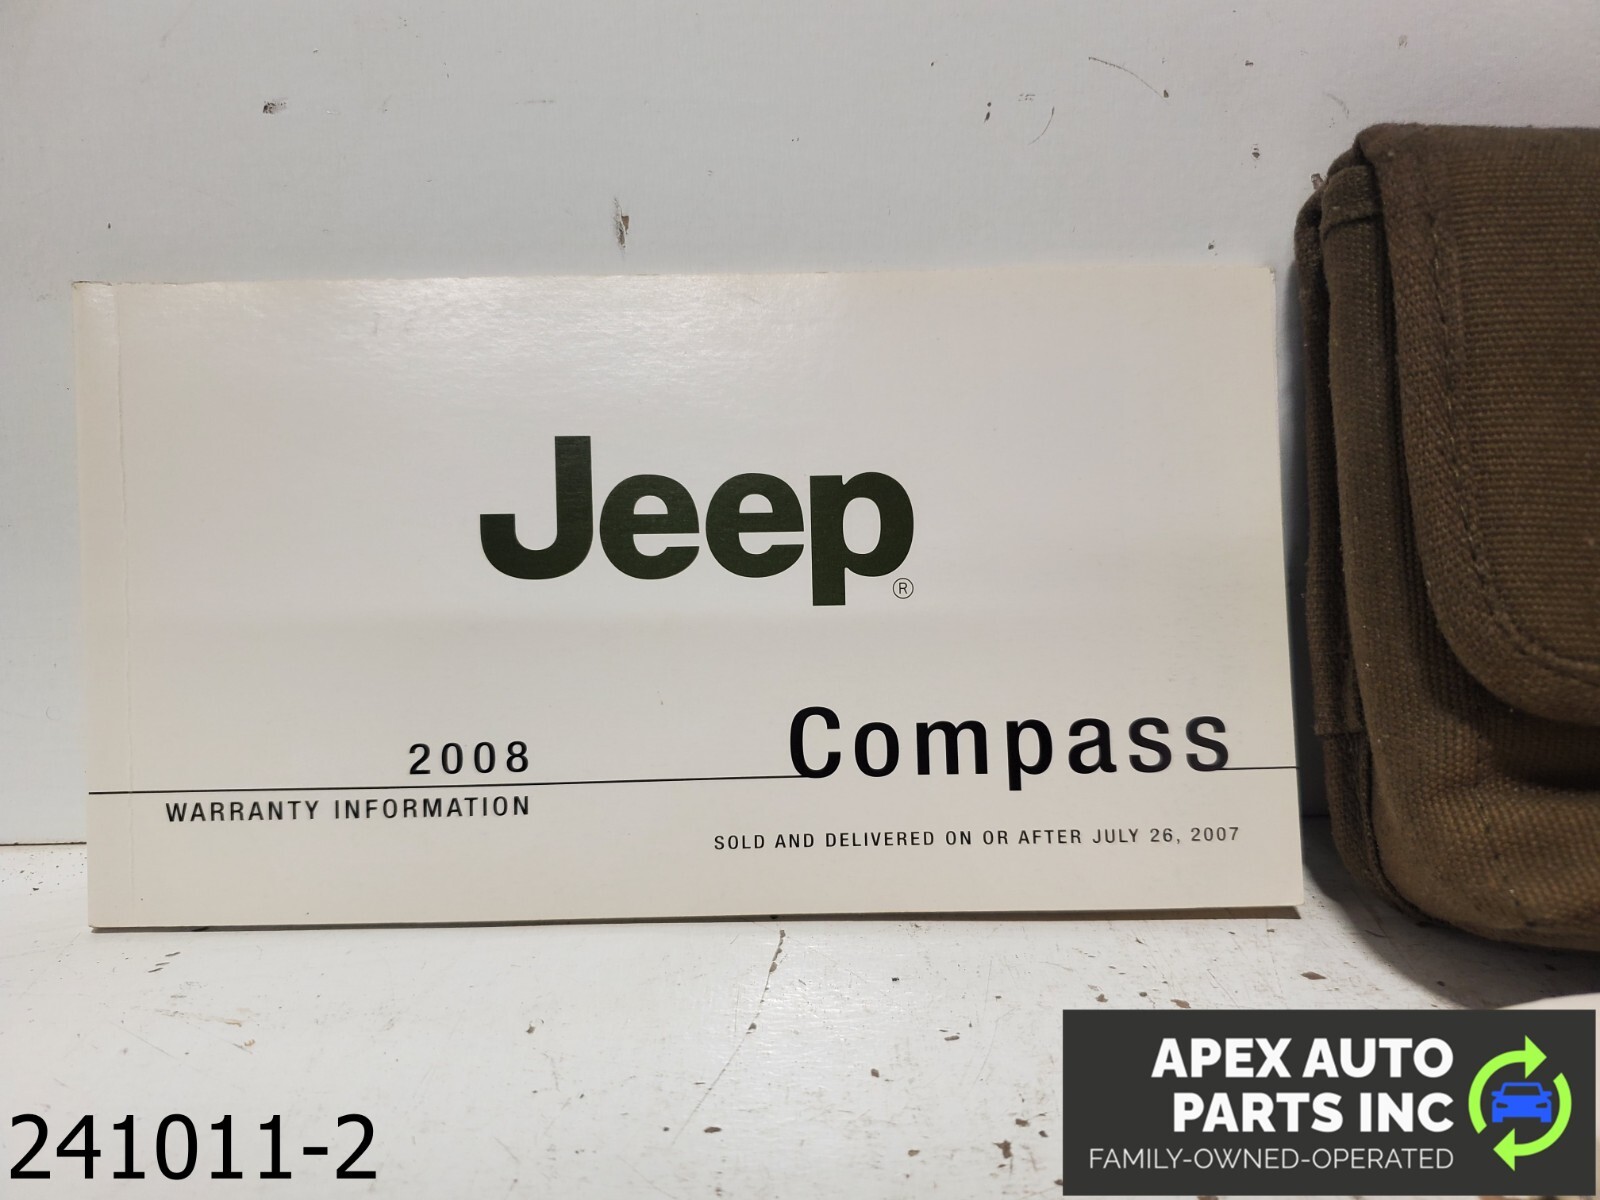 Jeep®
2008
Compass
WARRANTY INFORMATION
SOLD AND DELIVERED ON OR AFTER JULY 26, 2007
241011-2
APEX AUTO
PARTS INC
FAMILY-OWNED-OPERATED